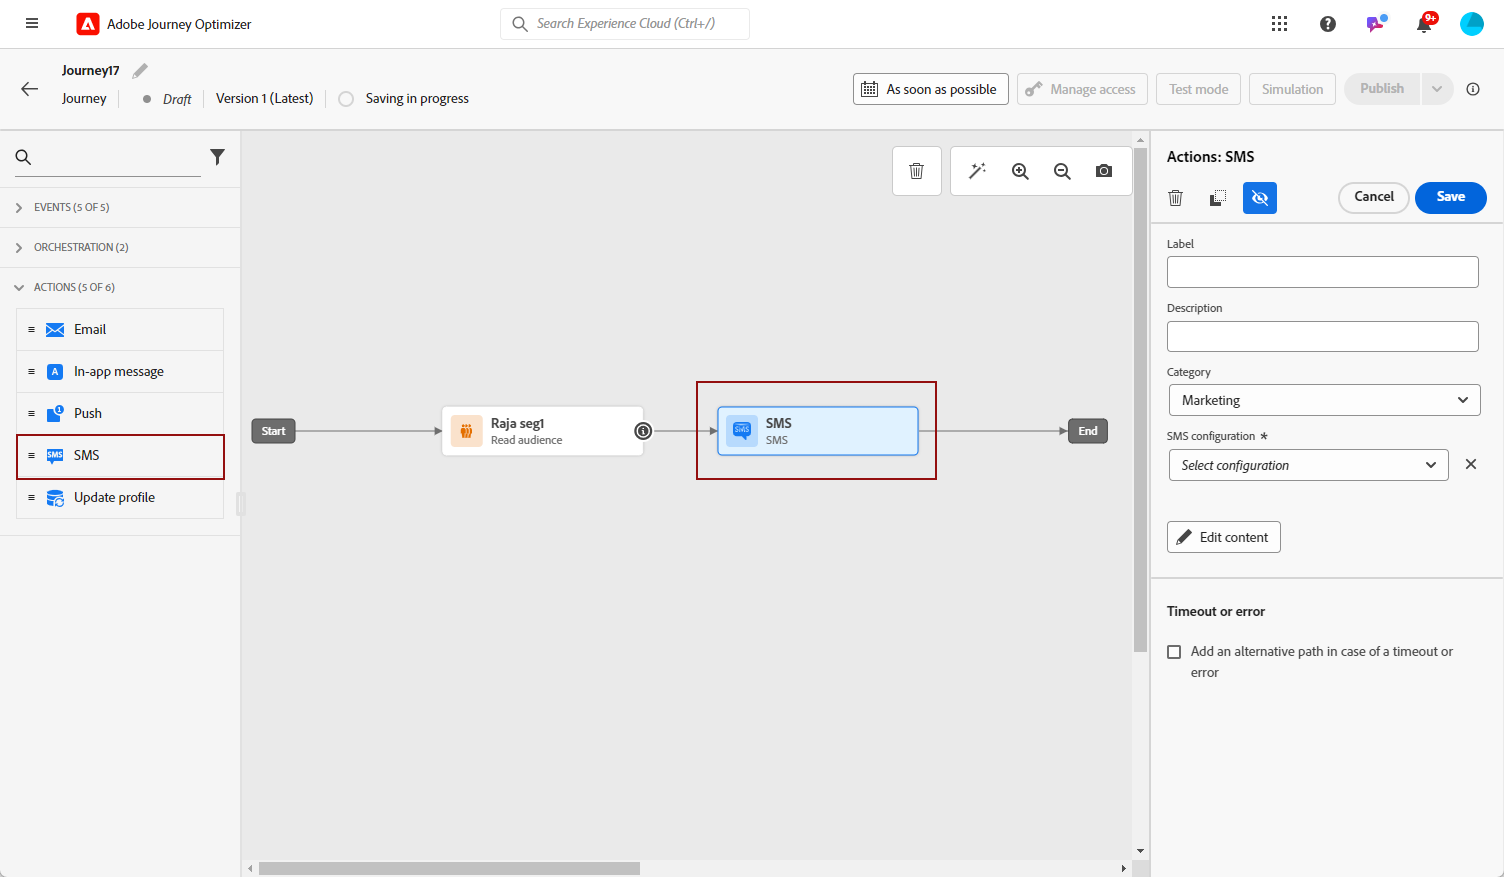 Adobe Journey Optimizer
Search Experience Cloud (Ctrl+/)
9+
Journey17
Journey
Draft
Version 1 (Latest)
Saving in progress
As soon as possible
Manage access
Test mode
Simulation
Publish
EVENTS (5 OF 5)
ORCHESTRATION (2)
ACTIONS (5 OF 6)
Email
A
In-app message
1
Push
SMS
SMS
Update profile
Start
Raja seg1
Read audience
SMS
SMS
SMS
End
Actions: SMS
Cancel
Save
Label
Description
Category
Marketing
SMS configuration *
Select configuration
Edit content
Timeout or error
Add an alternative path in case of a timeout or
error